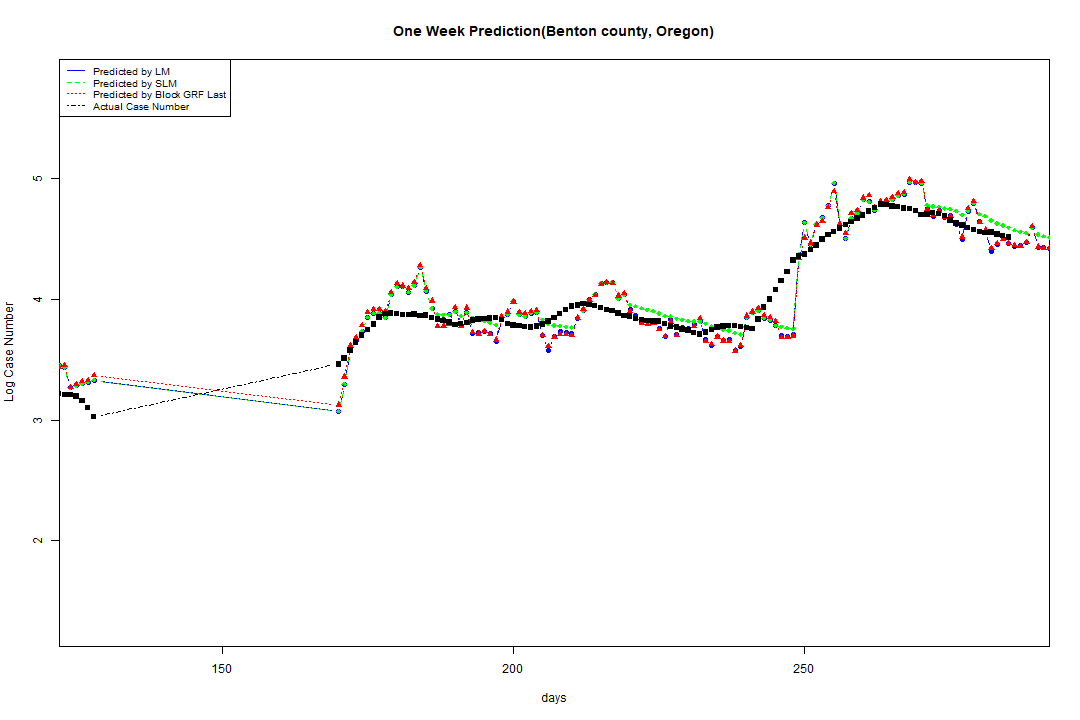 One Week Prediction(Benton county, Oregon)
Predicted by LM
Predicted by SLM
Predicted by Block GRF Last
Actual Case Number
5
4
3
2
Log Case Number
150
200
250
days